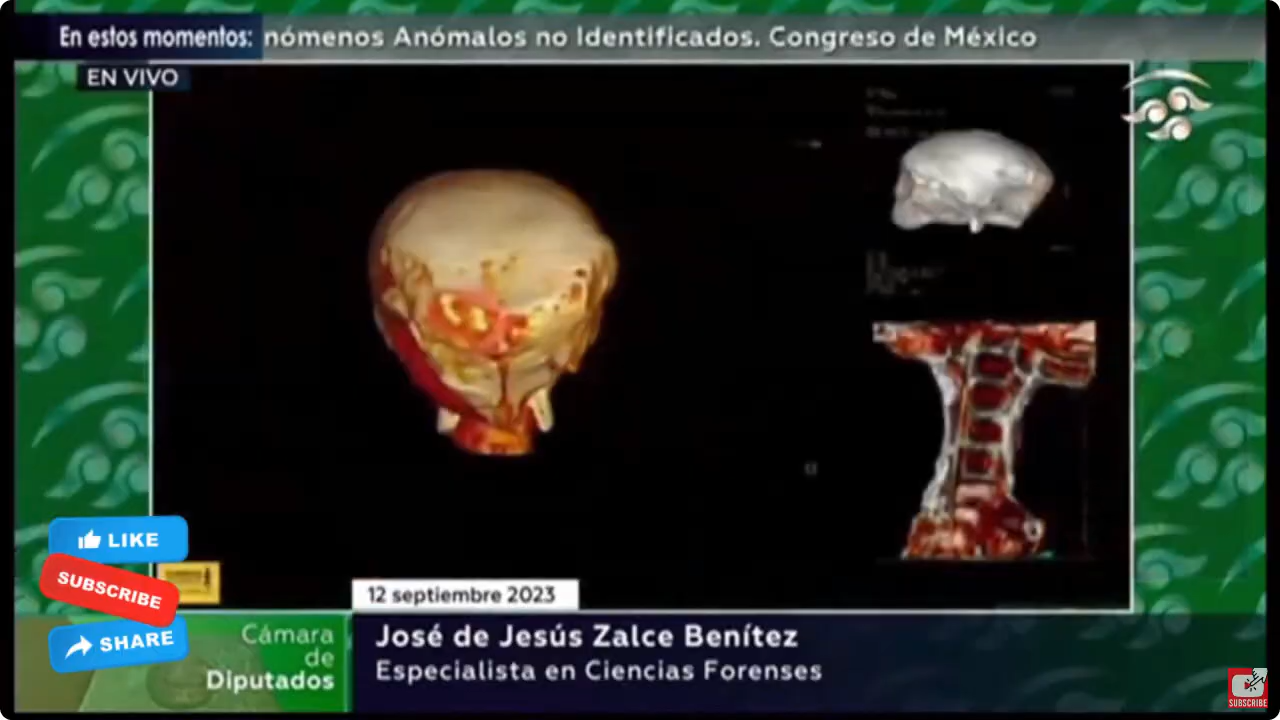 En estos momentos: nómenos Anómalos no Identificados. Congreso de México
EN VIVO
LIKE
SUBSCRIBE
SHARE
12 septiembre 2023
Cámara
de
Diputados
José de Jesús Zalce Benítez
Especialista en Ciencias Forenses
SUBSCRIBE